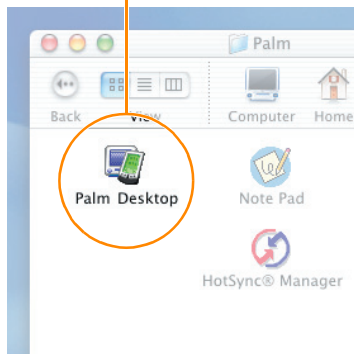 Palm
Back View Computer Home
Palm Desktop Note Pad
HotSync® Manager